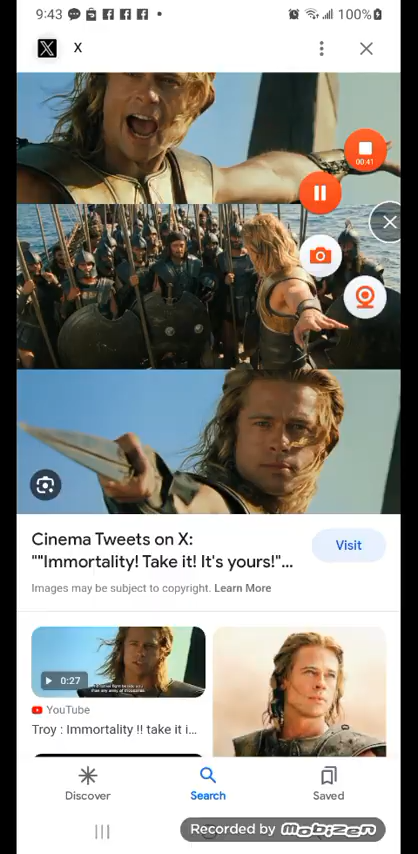 9:43
100%
X
00:41
Cinema Tweets on X:
""Immortality! Take it! It's yours!"...
Visit
Images may be subject to copyright. Learn More
0:27
YouTube
Troy : Immortality !! take it i...
Discover
Search
Saved
Recorded by Mobizen